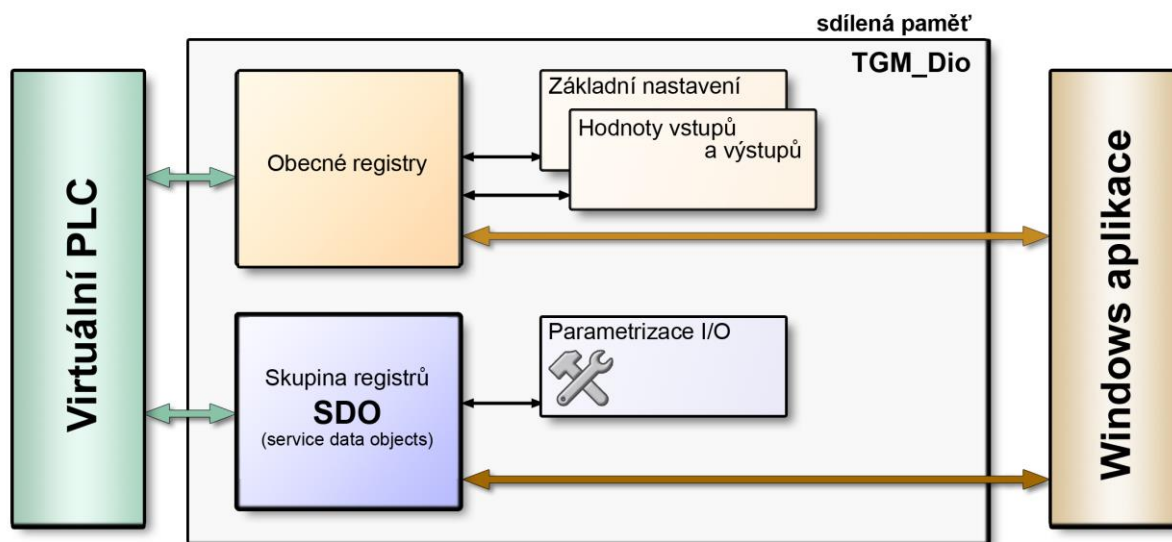 sdílená paměť
TGM_Dio
Virtuální PLC
Obecné registry
Základní nastavení
Hodnoty vstupů
a výstupů
Skupina registrů
SDO
(service data objects)
Parametrizace I/O
Windows aplikace